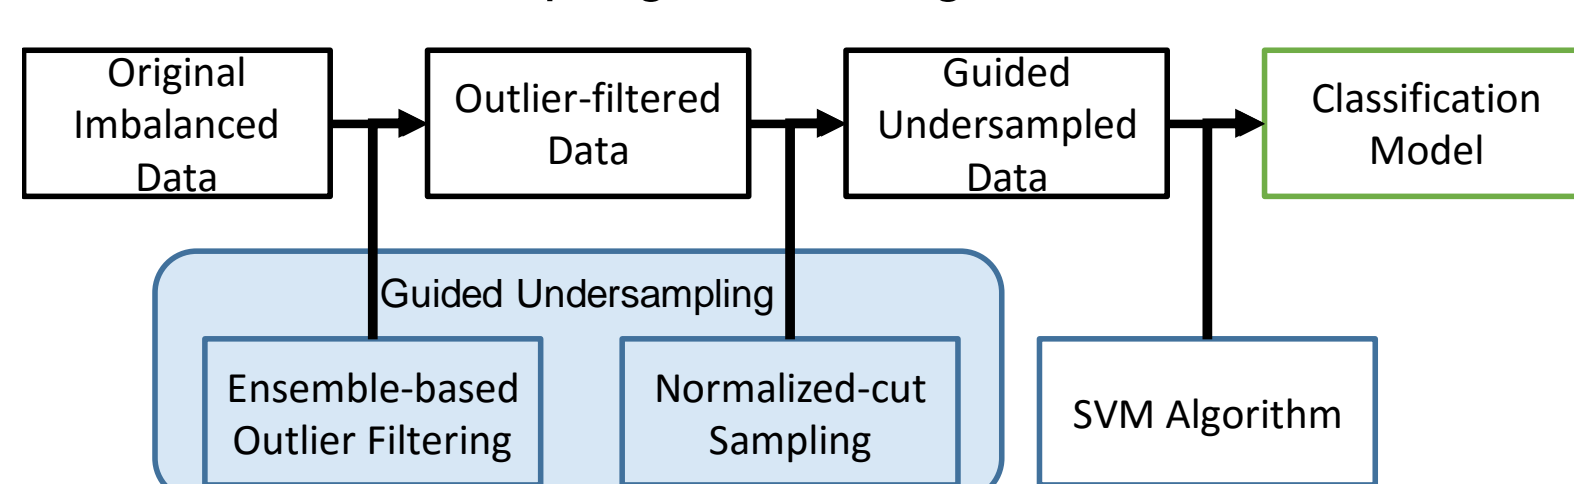 Original
Imbalanced
Data
Outlier-filtered
Data
Guided
Undersampled
Data
Classification
Model
Guided Undersampling
Ensemble-based
Outlier Filtering
Normalized-cut
Sampling
SVM Algorithm